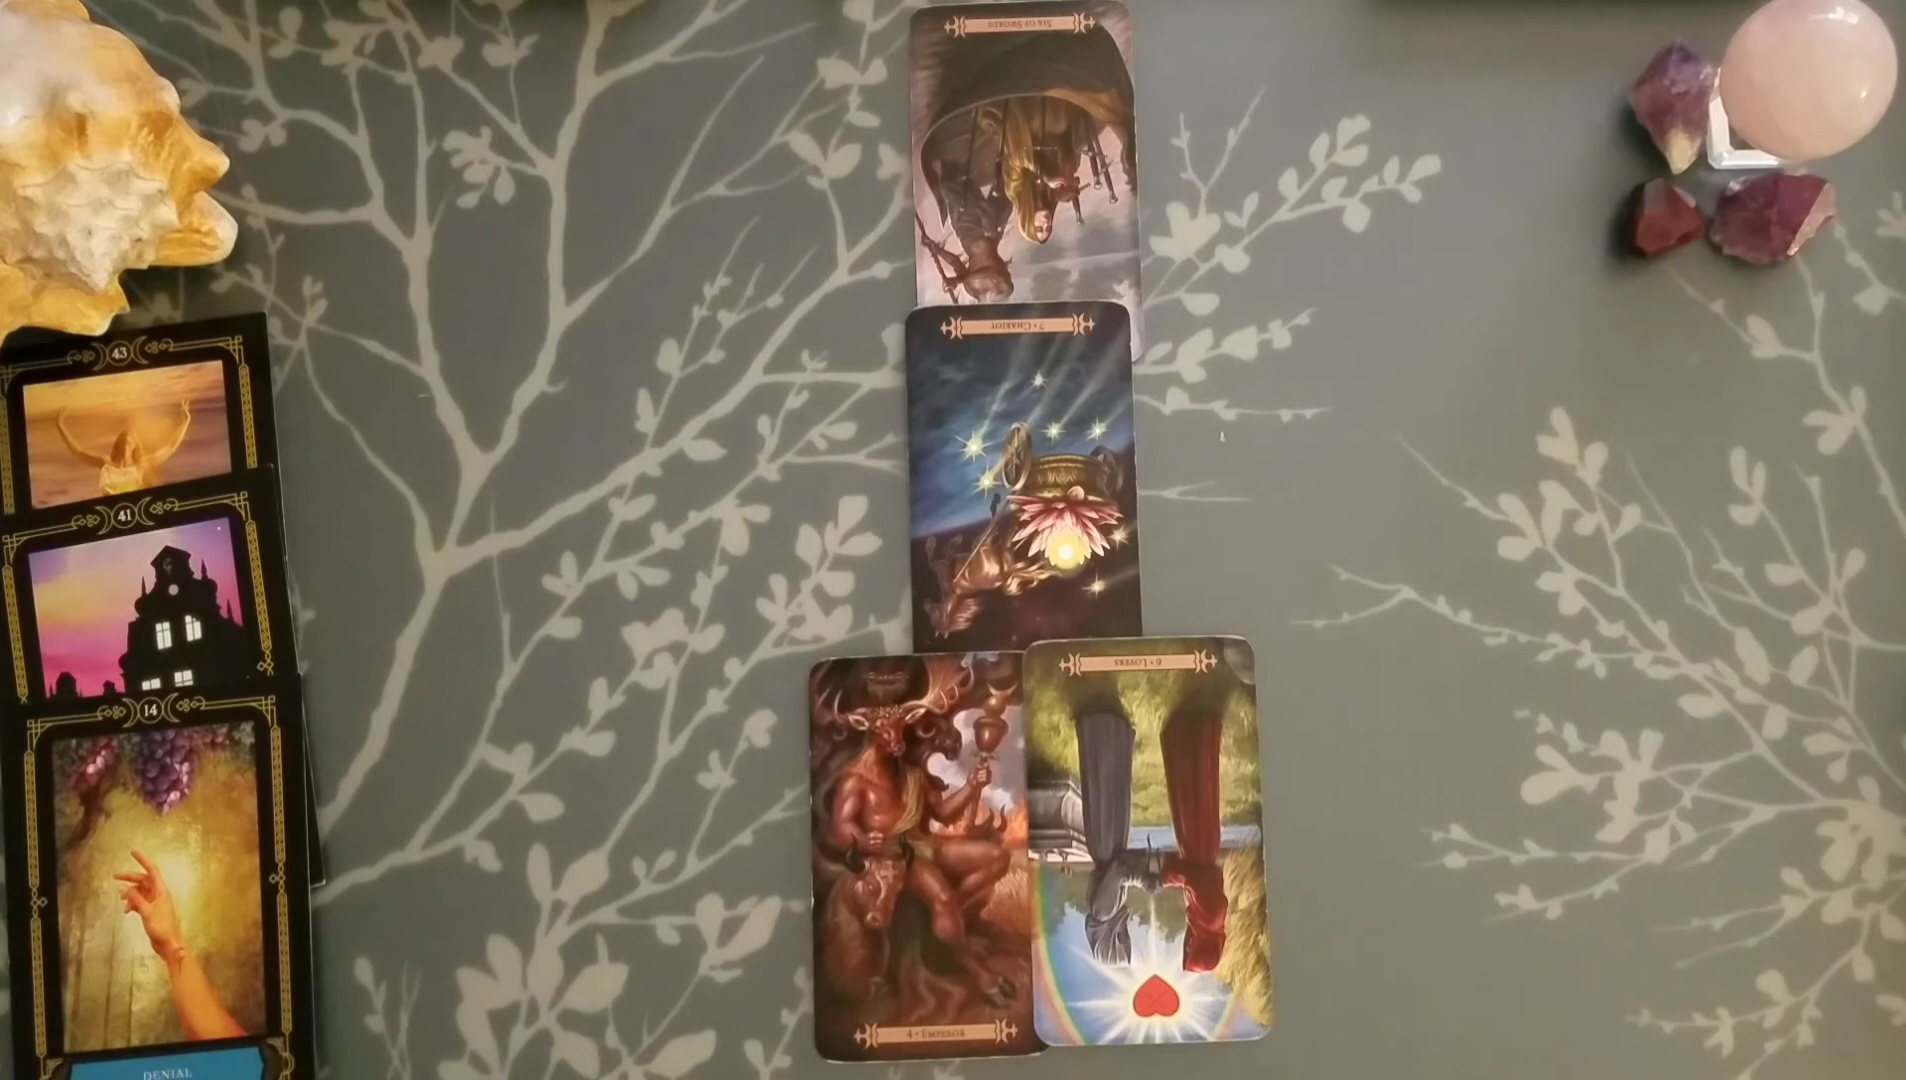 SIX OF SWORDS
7 • CHARIOT
43
41
6 • LOVERS
14
4 • EMPEROR
DENIAL